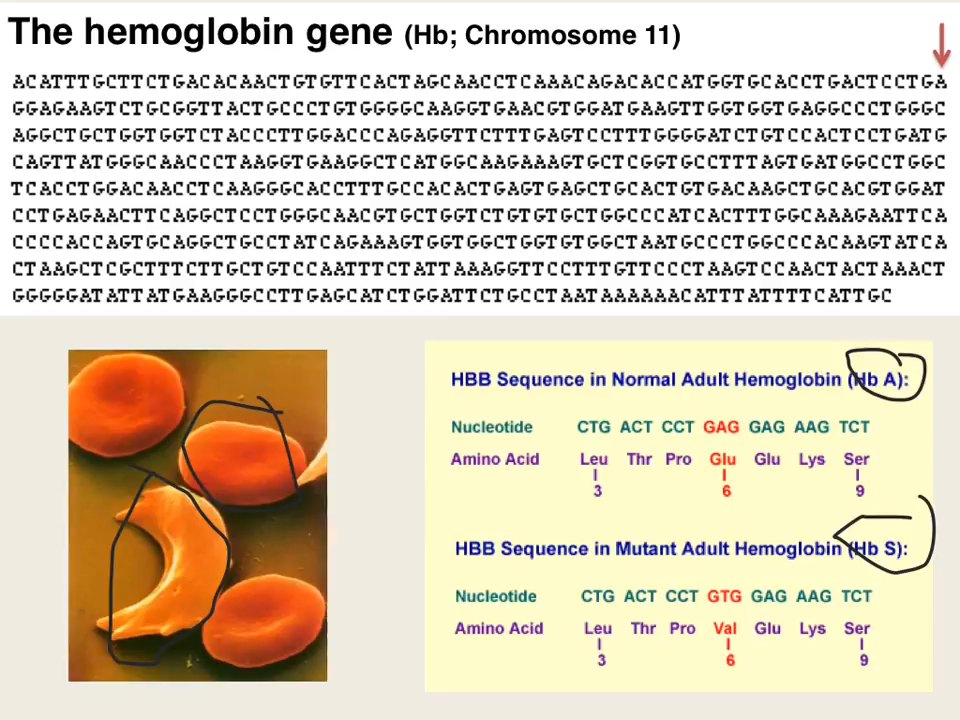 The hemoglobin gene (Hb; Chromosome 11)
ACATTTGCTTCTGACACAACTGTGTTCACTAGCAACCTCAAACAGACACCATGGTGCACCTGACTCCTGA
GGAGAAGTCTGCGGTTACTGCCCTGTGGGGCAAGGTGAACGTGGATGAAGTTGGTGGTGAGGCCCTGGGC
AGGCTGCTGGTGGTCTACCCTTGGACCCAGAGGTTCTTTGAGTCCTTTGGGGATCTGTCCACTCCTGATG
CAGTTATGGGCAACCCTAAGGTGAAGGCTCATGGCAAGAAAGTGCTCGGTGCCTTTAGTGATGGCCTGGC
TCACCTGGACAACCTCAAGGGCACCTTTGCCACACTGAGTGAGCTGCACTGTGACAAGCTGCACGTGGAT
CCTGAGAACTTCAGGCTCCTGGGCAACGTGCTGGTCTGTGTGCTGGCCCATCACTTTGGCAAAGAATTCA
CCCCACCAGTGCAGGCTGCCTATCAGAAAGTGGTGGCTGGTGTGGCTAATGCCCTGGCCCACAAGTATCA
CTAAGCTCGCTTTCTTGCTGTCCAATTTCTATTAAAGGTTCCTTTGTTCCCTAAGTCCAACTACTAAACT
GGGGGATATTATGAAGGGCCTTGAGCATCTGGATTCTGCCTAATAAAAAACATTTATTTTCATTGC
HBB Sequence in Normal Adult Hemoglobin (Hb A):
Nucleotide CTG ACT CCT GAG GAG AAG TCT
Amino Acid Leu Thr Pro Glu Glu Lys Ser
3 6 9
HBB Sequence in Mutant Adult Hemoglobin (Hb S):
Nucleotide CTG ACT CCT GTG GAG AAG TCT
Amino Acid Leu Thr Pro Val Glu Lys Ser
3 6 9